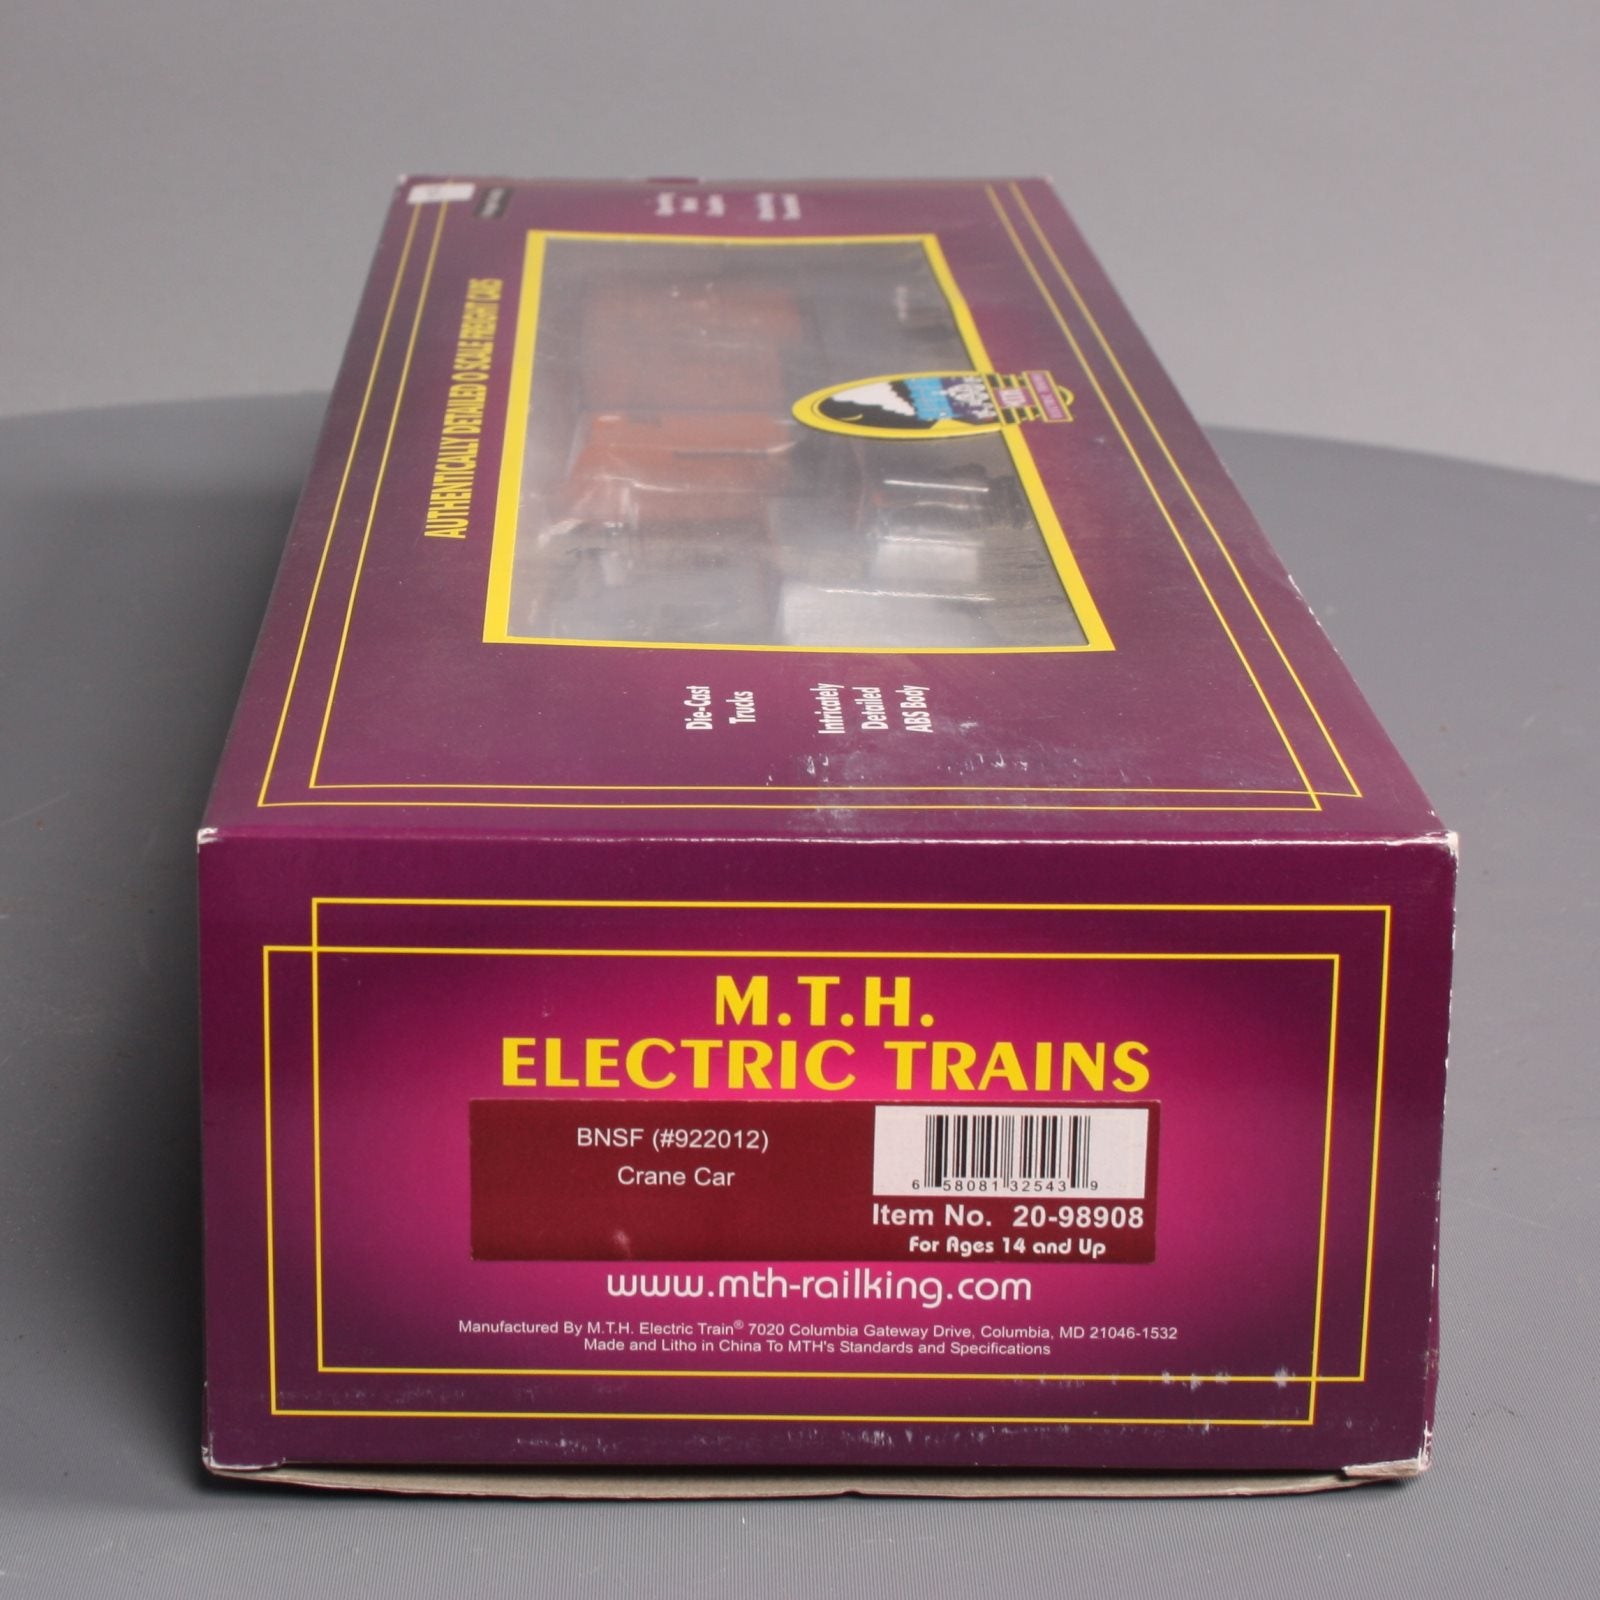 AUTHENTICALLY DETAILED O SCALE FREIGHT CARS
Die-Cast
Trucks
Intricately
Detailed
ABS Body
M.T.H.
ELECTRIC TRAINS
BNSF (#922012)
Crane Car
6 58081 32543 9
Item No. 20-98908
For Ages 14 and Up
www.mth-railking.com
Manufactured By M.T.H. Electric Train® 7020 Columbia Gateway Drive, Columbia, MD 21046-1532
Made and Litho in China To MTH's Standards and Specifications